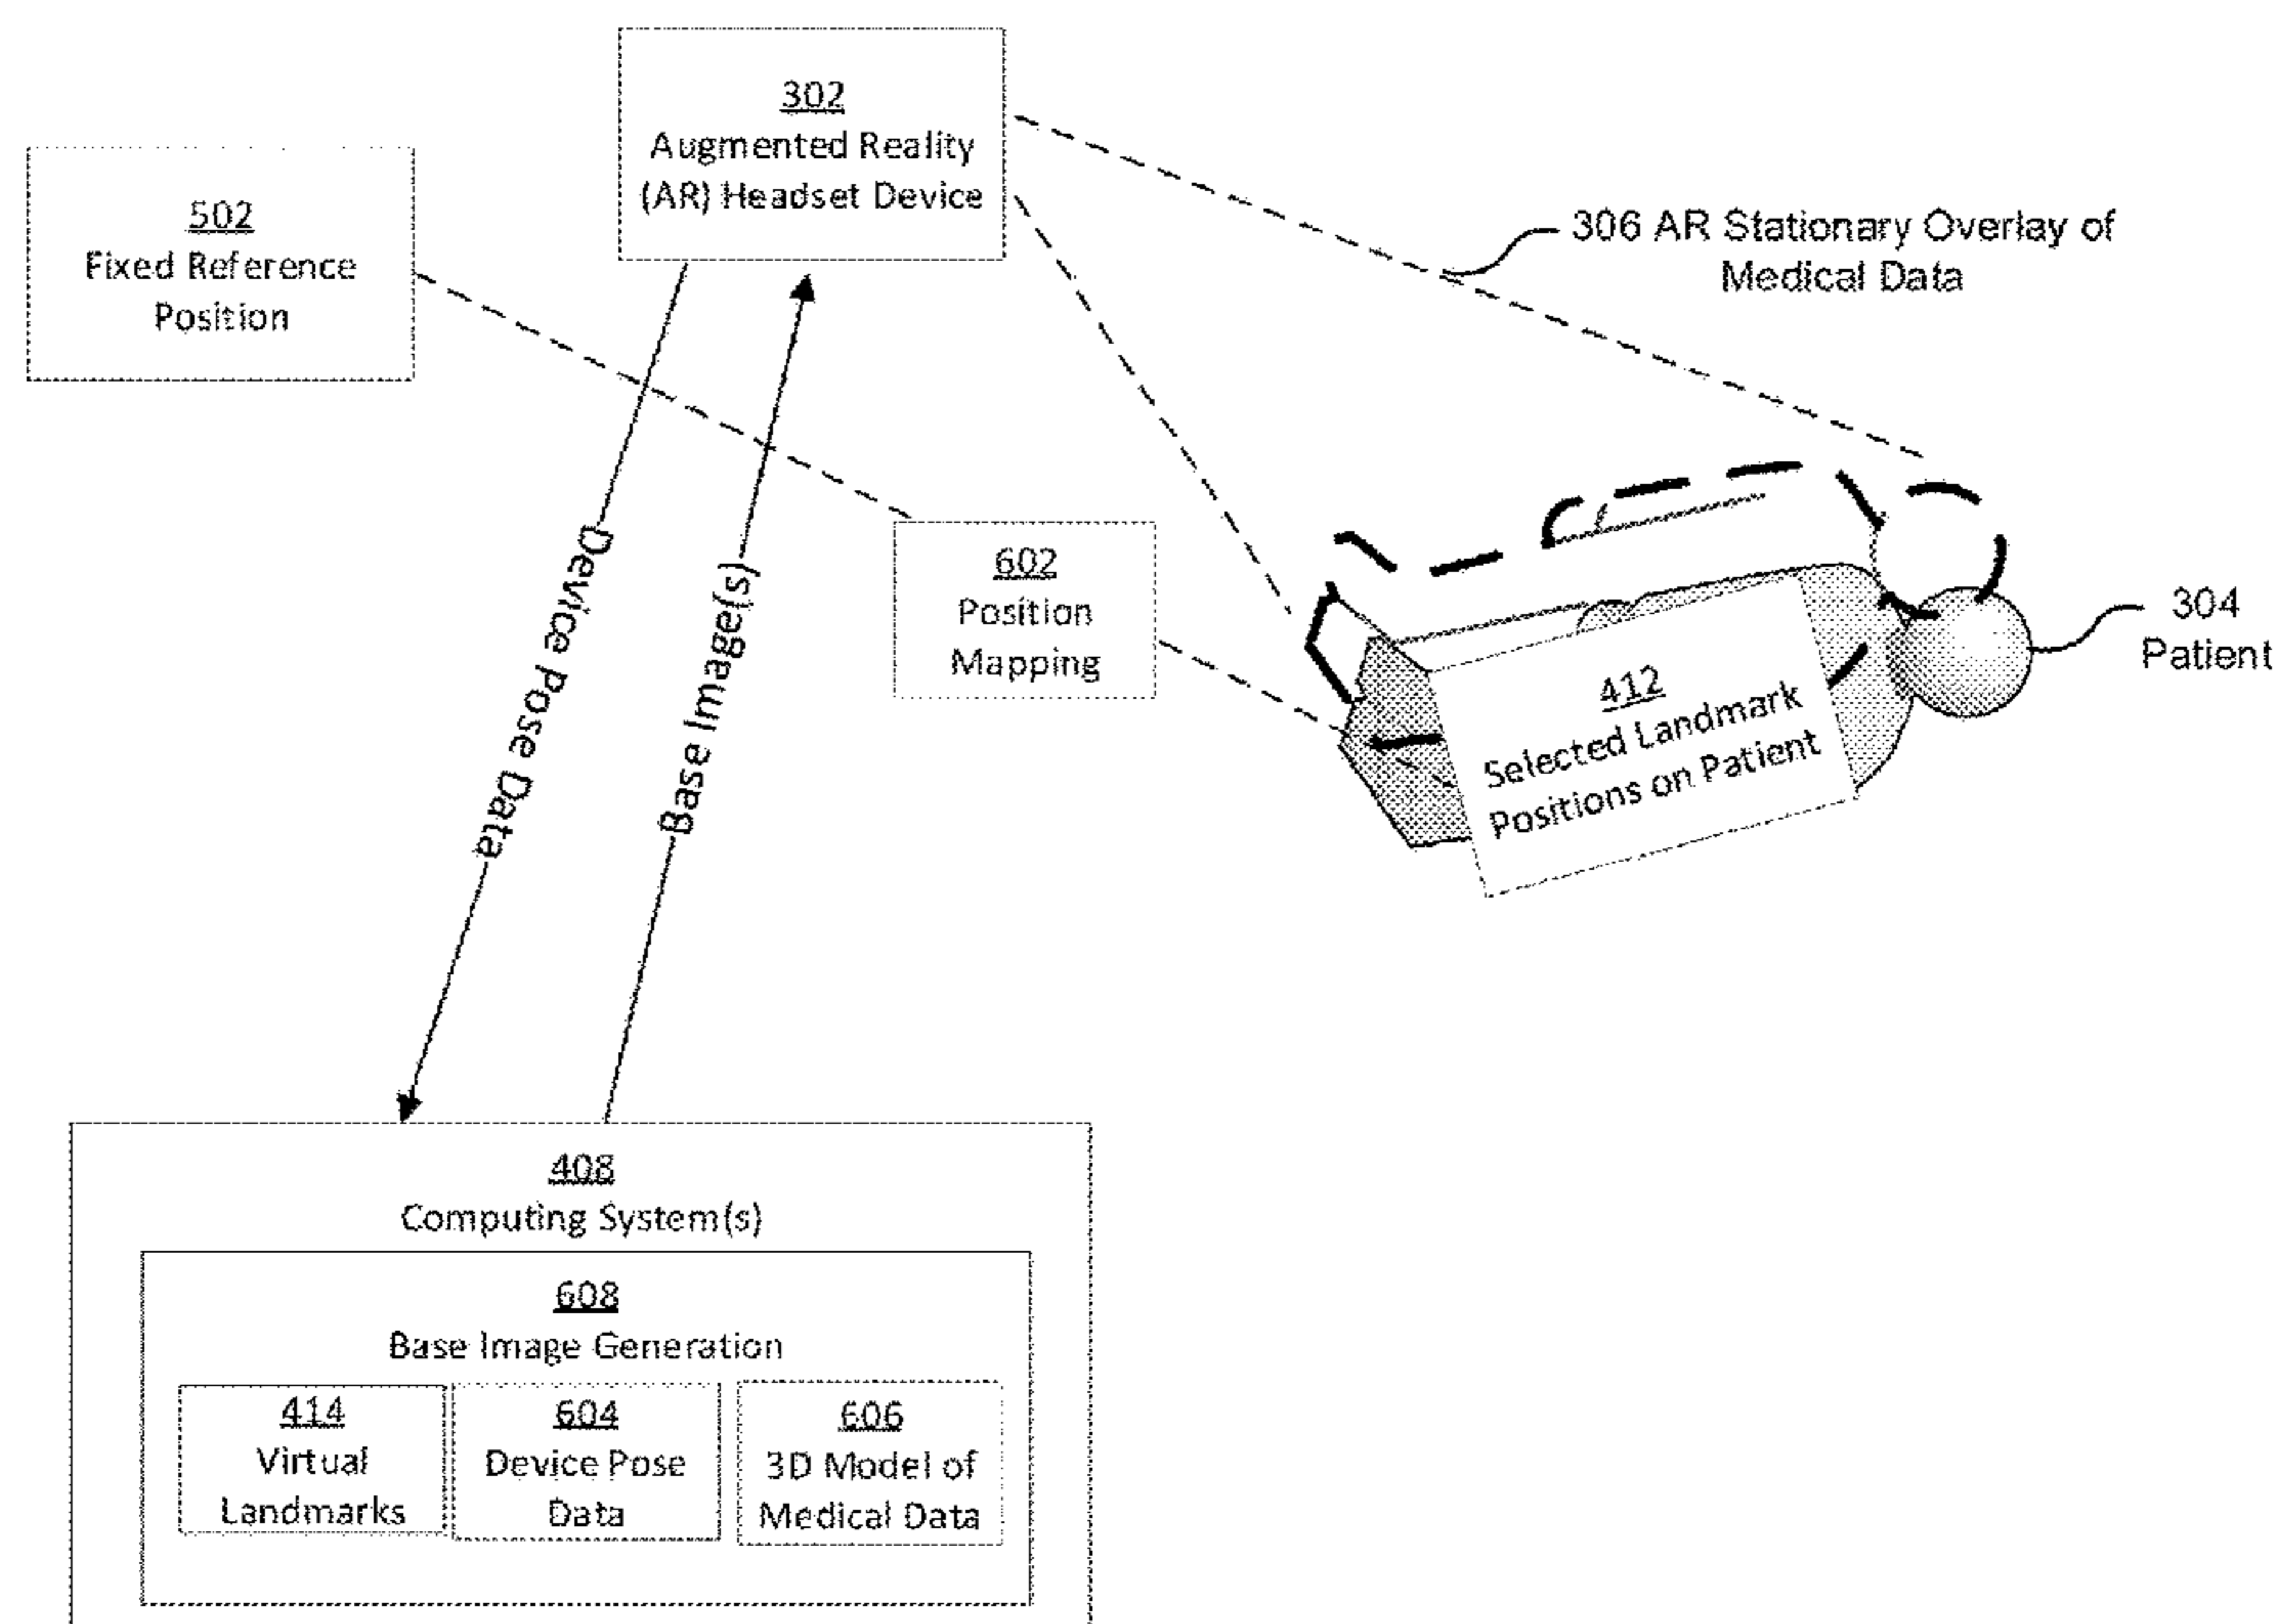 302
Augmented Reality
(AR) Headset Device
502
Fixed Reference
Position
306 AR Stationary Overlay of
Medical Data
602
Position
Mapping
304
Patient
412
Selected Landmark
Positions on Patient
Device Pose Data
Base Image(s)
408
Computing System(s)
608
Base Image Generation
414
Virtual
Landmarks
604
Device Pose
Data
606
3D Model of
Medical Data